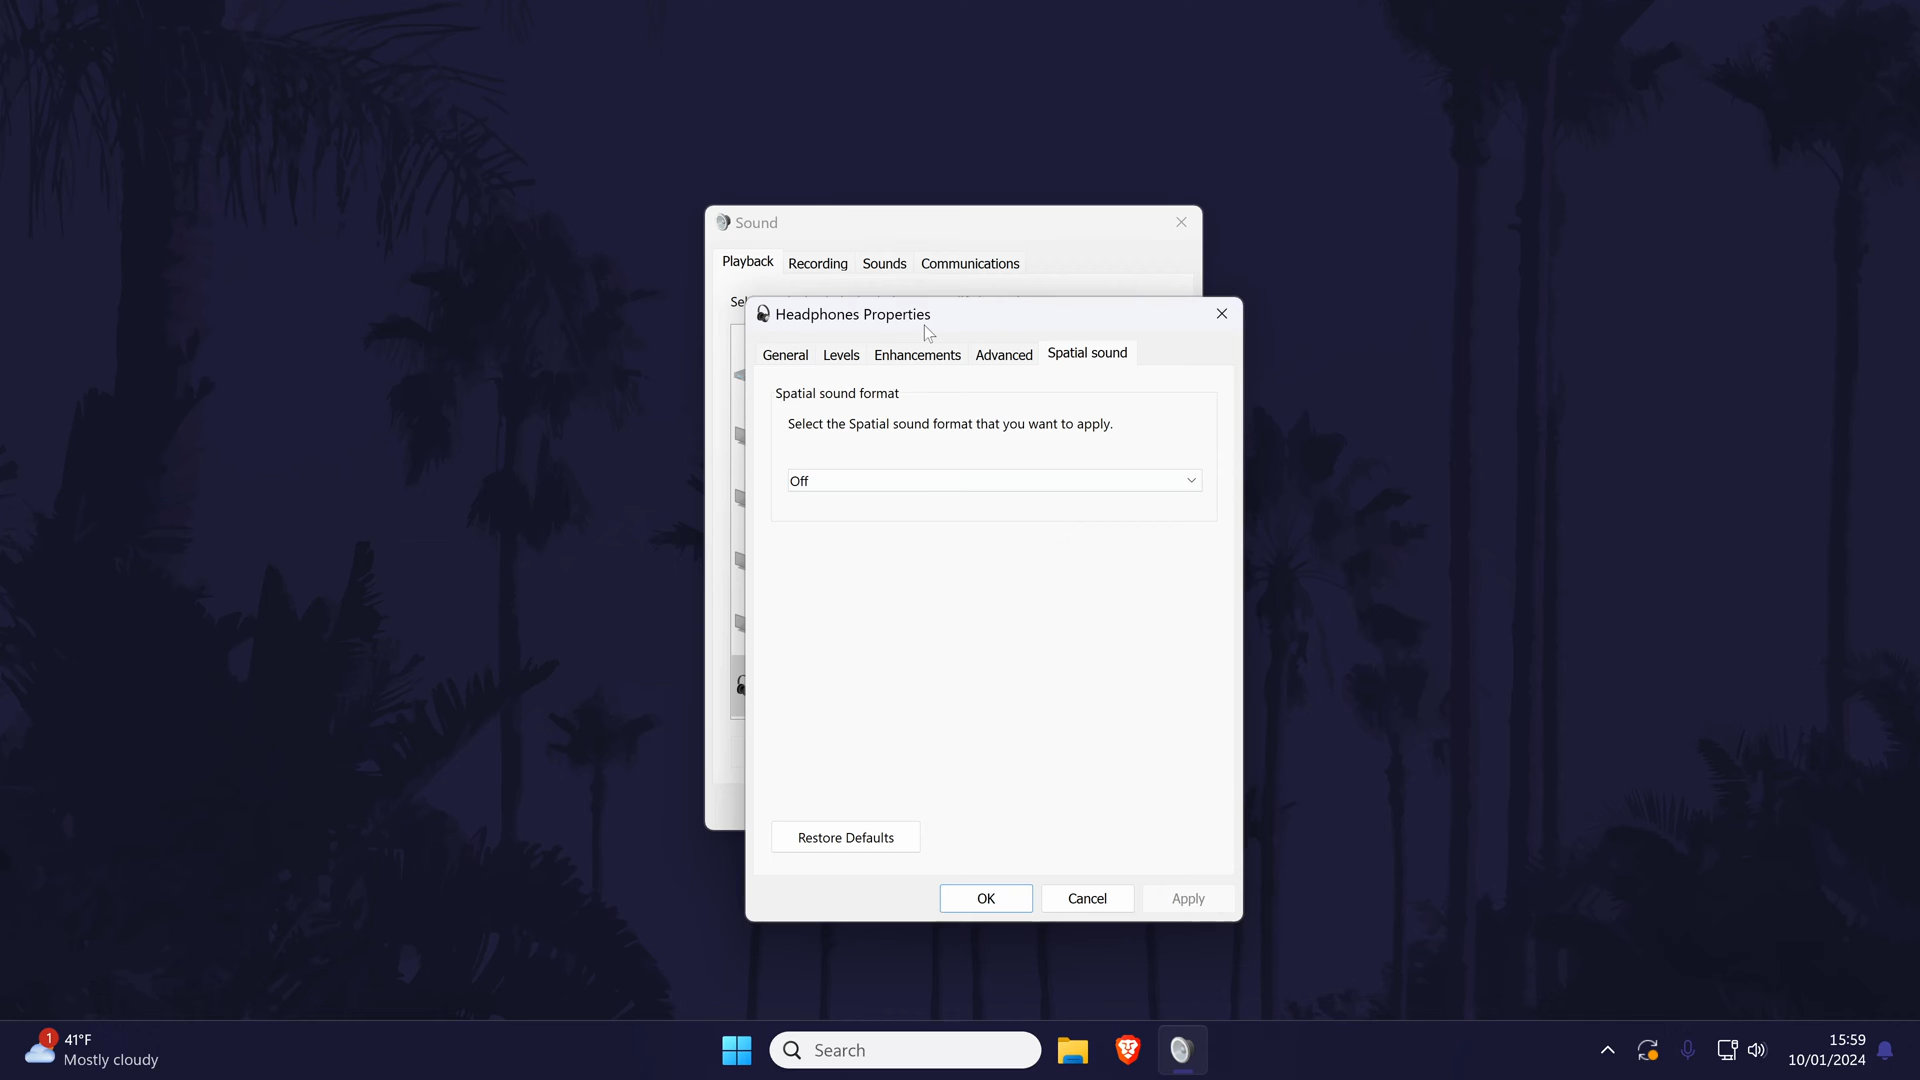 Sound
Playback
Recording
Sounds
Communications
Headphones Properties
General
Levels
Enhancements
Advanced
Spatial sound
Spatial sound format
Select the Spatial sound format that you want to apply.
Off
Restore Defaults
OK
Cancel
Apply
1
41°F
Mostly cloudy
Search
15:59
10/01/2024